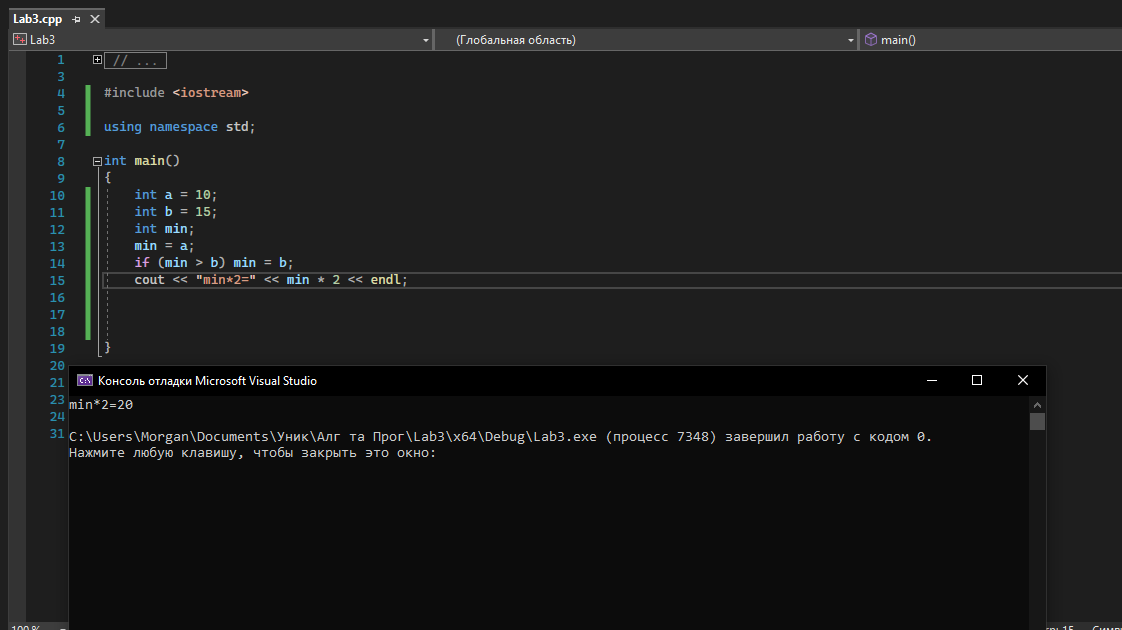 Lab3.cpp
Lab3 (Глобальная область) main()
1 // ...
3
4 #include <iostream>
5
6 using namespace std;
7
8 int main()
9 {
10 int a = 10;
11 int b = 15;
12 int min;
13 min = a;
14 if (min > b) min = b;
15 cout << "min*2=" << min * 2 << endl;
16
17
18
19 }
20
21
23
24
31
Консоль отладки Microsoft Visual Studio
min*2=20
C:\Users\Morgan\Documents\Уник\Алг та Прог\Lab3\x64\Debug\Lab3.exe (процесс 7348) завершил работу с кодом 0.
Нажмите любую клавишу, чтобы закрыть это окно:
100 %